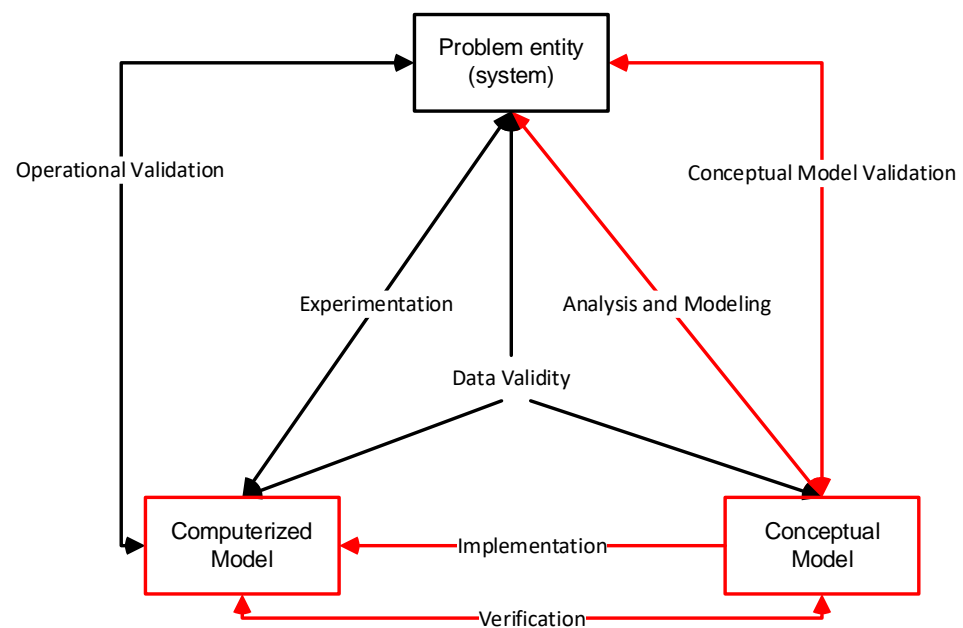 Problem entity
(system)
Operational Validation
Conceptual Model Validation
Experimentation
Analysis and Modeling
Data Validity
Computerized
Model
Implementation
Conceptual
Model
Verification